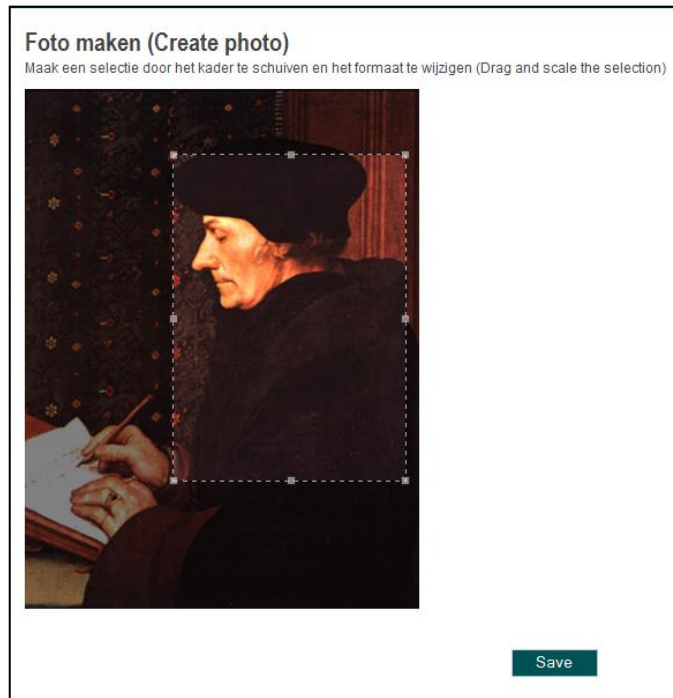 Foto maken (Create photo)
Maak een selectie door het kader te schuiven en het formaat te wijzigen (Drag and scale the selection)
Save